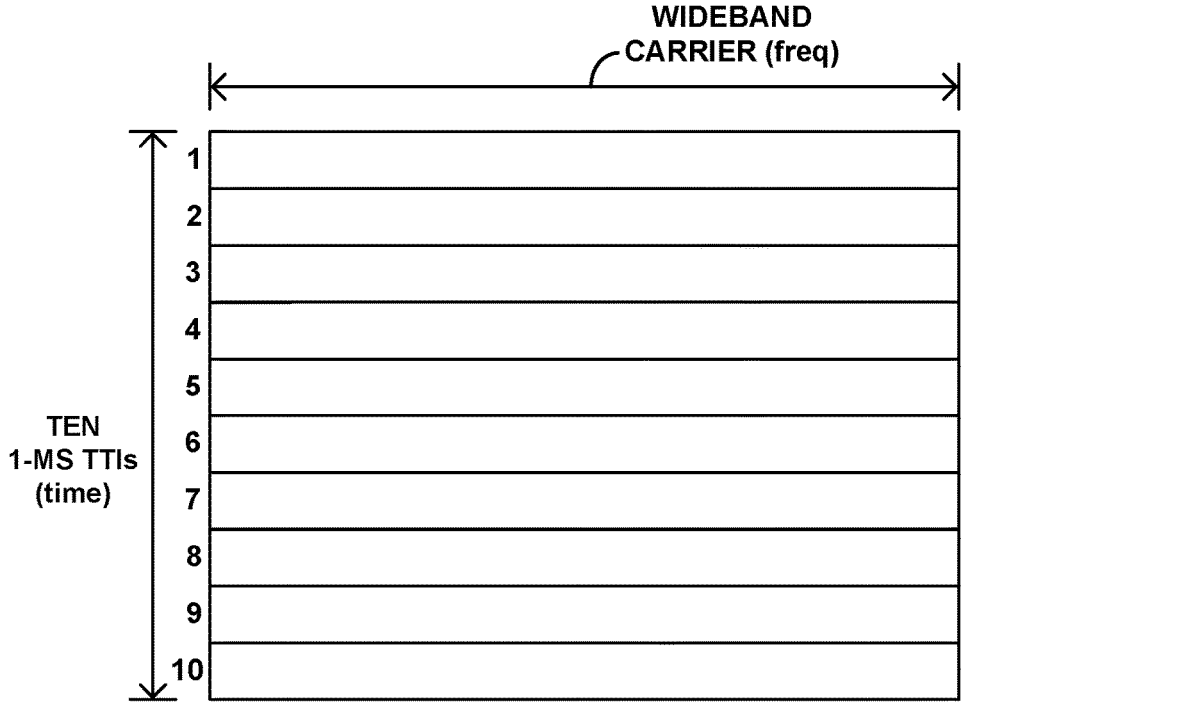 WIDEBAND
CARRIER (freq)
1
2
3
4
5
6
7
8
9
10
TEN
1-MS TTIs
(time)